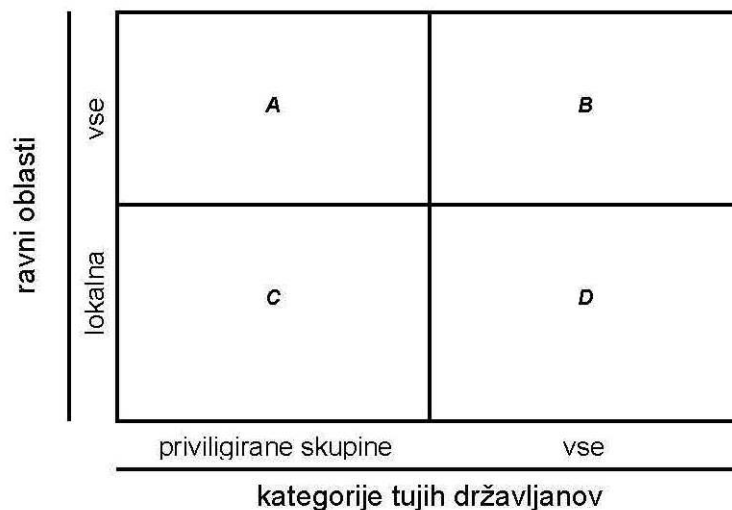 ravni oblasti
vse
A
B
lokalna
C
D
priviligirane skupine
vse
kategorije tujih državljanov